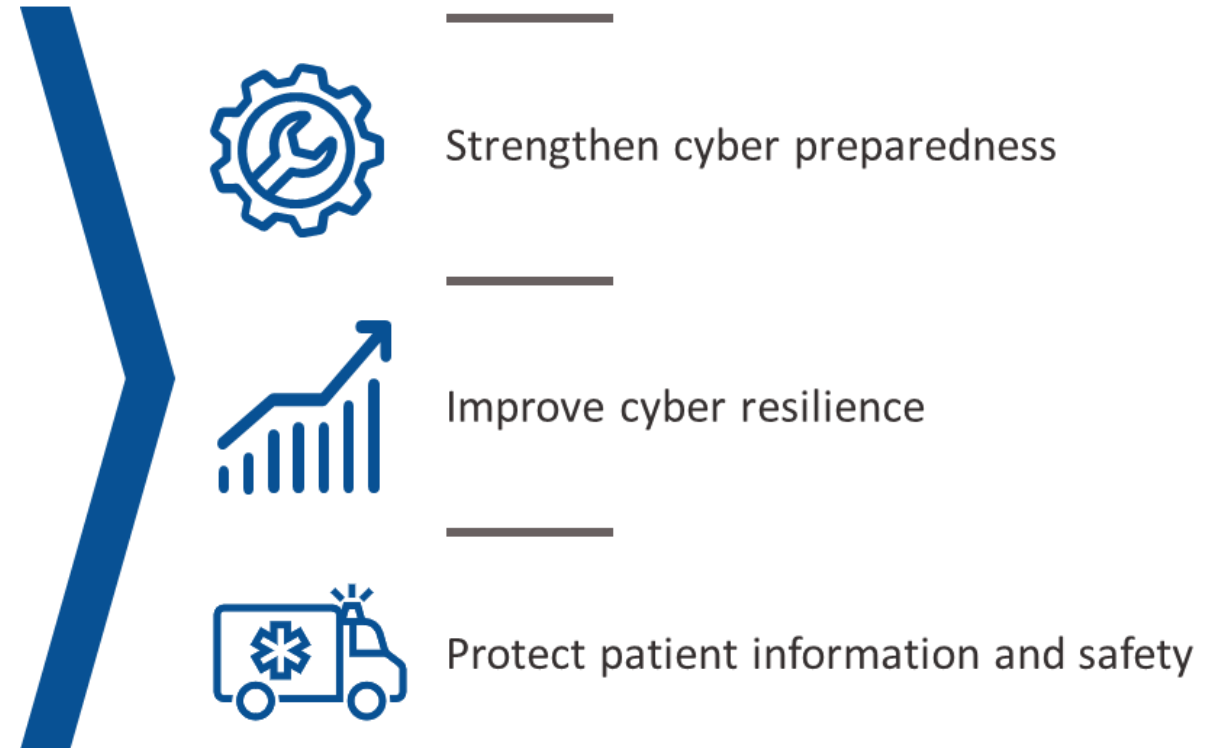 Strengthen cyber preparedness
Improve cyber resilience
Protect patient information and safety